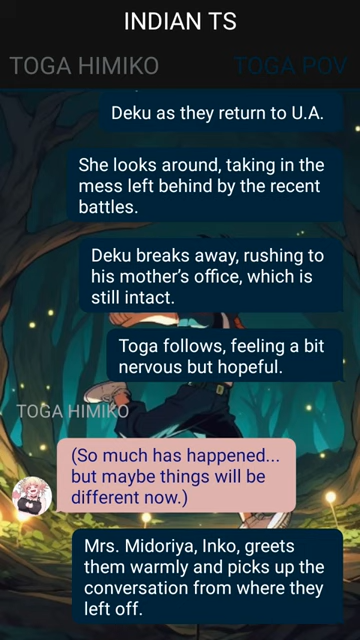 INDIAN TS
TOGA HIMIKO
TOGA POV
Deku as they return to U.A.
She looks around, taking in the
mess left behind by the recent
battles.
Deku breaks away, rushing to
his mother's office, which is
still intact.
Toga follows, feeling a bit
nervous but hopeful.
TOGA HIMIKO
(So much has happened...
but maybe things will be
different now.)
Mrs. Midoriya, Inko, greets
them warmly and picks up the
conversation from where they
left off.